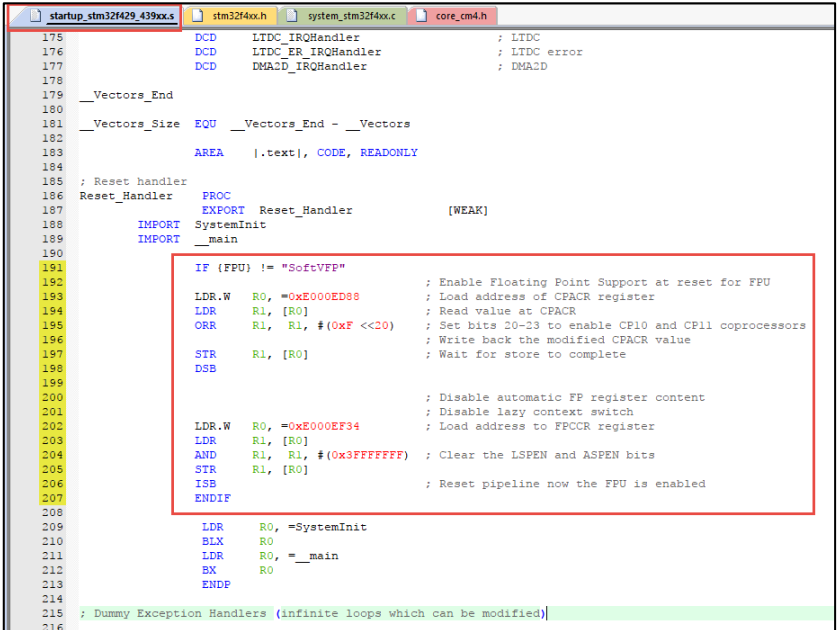 startup_stm32f429_439xx.s stm32f4xx.h system_stm32f4xx.c core_cm4.h
175 DCD LTDC_IRQHandler ; LTDC
176 DCD LTDC_ER_IRQHandler ; LTDC error
177 DCD DMA2D_IRQHandler ; DMA2D
178
179 __Vectors_End
180
181 __Vectors_Size EQU __Vectors_End - __Vectors
182
183 AREA |.text|, CODE, READONLY
184
185 ; Reset handler
186 Reset_Handler PROC
187 EXPORT Reset_Handler [WEAK]
188 IMPORT SystemInit
189 IMPORT __main
190
191 IF {FPU} != "SoftVFP"
192 ; Enable Floating Point Support at reset for FPU
193 LDR.W R0, =0xE000ED88 ; Load address of CPACR register
194 LDR R1, [R0] ; Read value at CPACR
195 ORR R1, R1, #(0xF <<20) ; Set bits 20-23 to enable CP10 and CP11 coprocessors
196 ; Write back the modified CPACR value
197 STR R1, [R0] ; Wait for store to complete
198 DSB
199
200 ; Disable automatic FP register content
201 ; Disable lazy context switch
202 LDR.W R0, =0xE000EF34 ; Load address to FPCCR register
203 LDR R1, [R0]
204 AND R1, R1, #(0x3FFFFFFF) ; Clear the LSPEN and ASPEN bits
205 STR R1, [R0]
206 ISB ; Reset pipeline now the FPU is enabled
207 ENDIF
208
209 LDR R0, =SystemInit
210 BLX R0
211 LDR R0, =__main
212 BX R0
213 ENDP
214
215 ; Dummy Exception Handlers (infinite loops which can be modified)
216